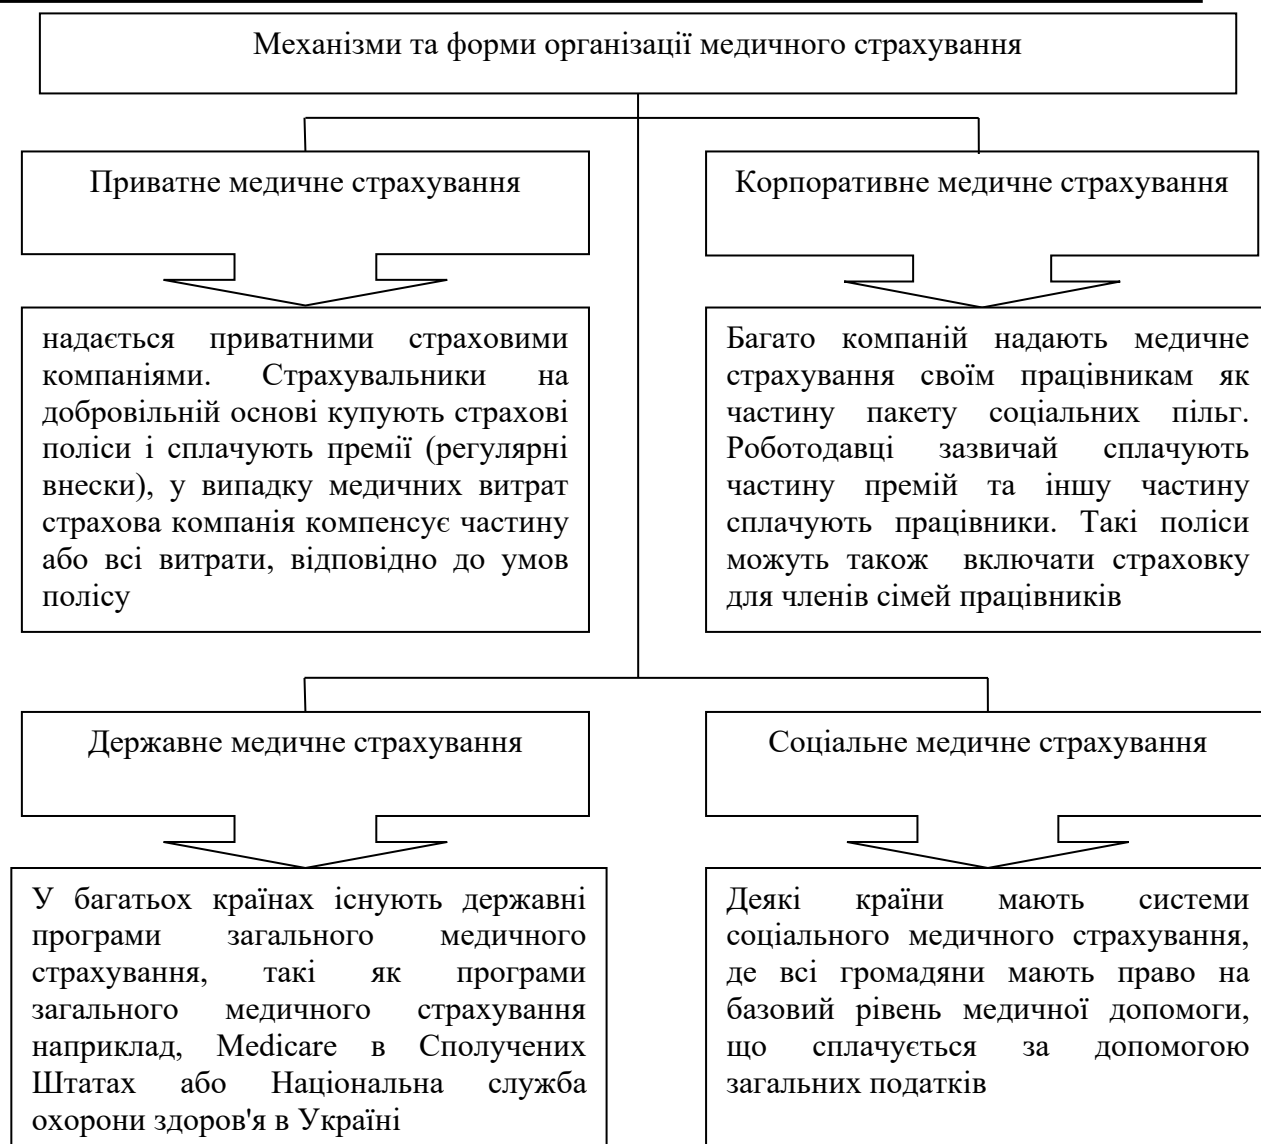 Механізми та форми організації медичного страхування
Приватне медичне страхування
Корпоративне медичне страхування
надається приватними страховими
компаніями. Страхувальники на
добровільній основі купують страхові
поліси і сплачують премії (регулярні
внески), у випадку медичних витрат
страхова компанія компенсує частину
або всі витрати, відповідно до умов
полісу
Багато компаній надають медичне
страхування своїм працівникам як
частину пакету соціальних пільг.
Роботодавці зазвичай сплачують
частину премій та іншу частину
сплачують працівники. Такі поліси
можуть також включати страховку
для членів сімей працівників
Державне медичне страхування
Соціальне медичне страхування
У багатьох країнах існують державні
програми загального медичного
страхування, такі як програми
загального медичного страхування
наприклад, Medicare в Сполучених
Штатах або Національна служба
охорони здоров'я в Україні
Деякі країни мають системи
соціального медичного страхування,
де всі громадяни мають право на
базовий рівень медичної допомоги,
що сплачується за допомогою
загальних податків